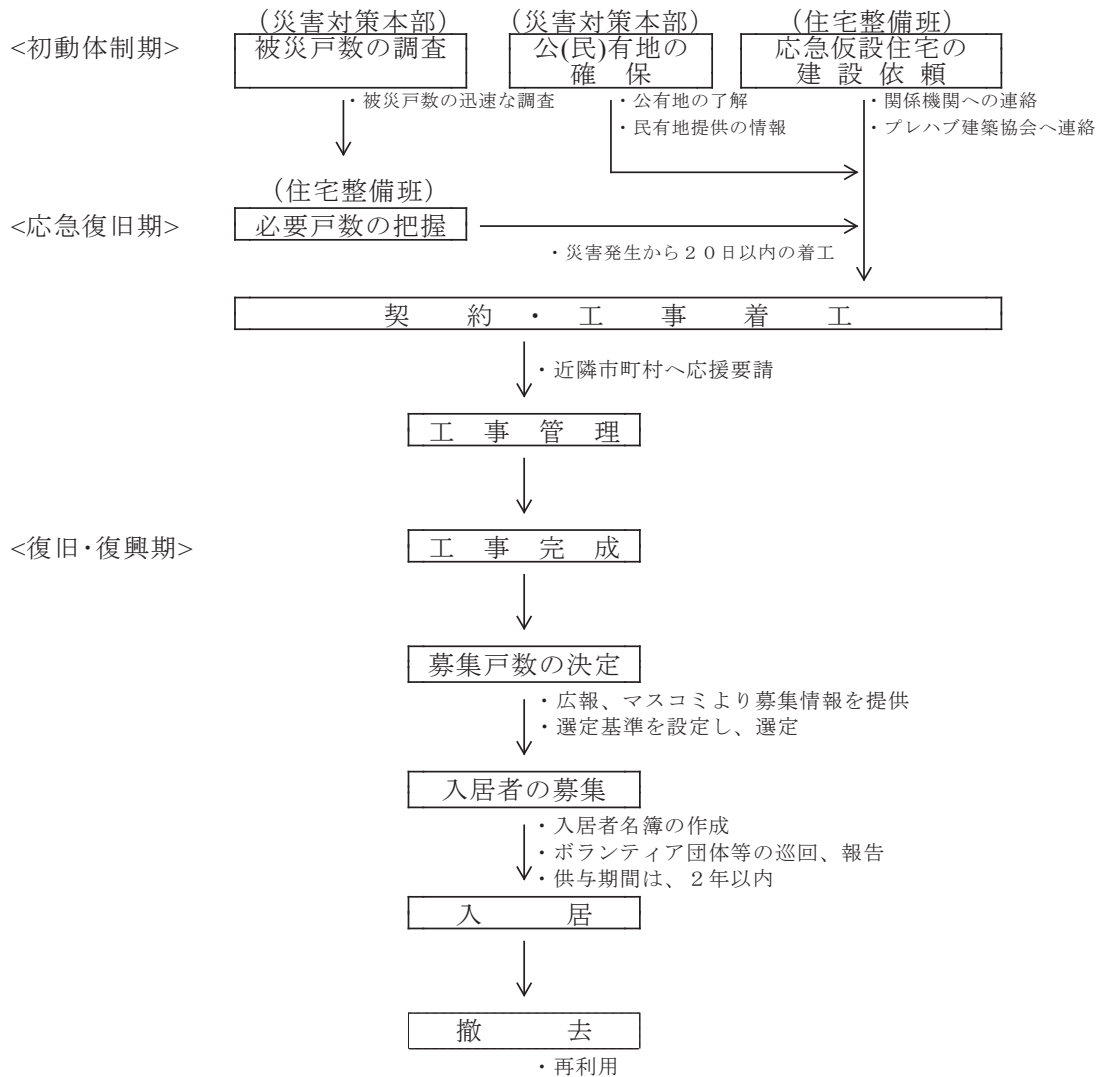 (災害対策本部) (災害対策本部) (住宅整備班)
<初動体制期> 被災戸数の調査 公(民)有地の 応急仮設住宅の
確 保 建 設 依 頼
・被災戸数の迅速な調査 ・公有地の了解 ・関係機関への連絡
・民有地提供の情報 ・プレハブ建築協会へ連絡
(住宅整備班)
<応急復旧期> 必要戸数の把握
・災害発生から20日以内の着工
契 約 ・ 工 事 着 工
・近隣市町村へ応援要請
工 事 管 理
<復旧・復興期> 工 事 完 成
募集戸数の決定
・広報、マスコミより募集情報を提供
・選定基準を設定し、選定
入居者の募集
・入居者名簿の作成
・ボランティア団体等の巡回、報告
・供与期間は、2年以内
入 居
撤 去
・再利用